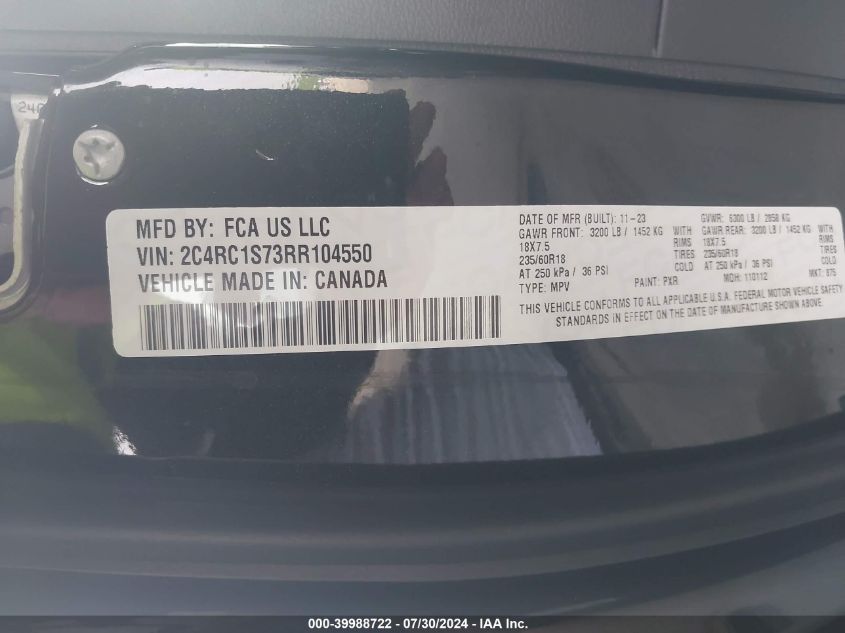 240
MFD BY: FCA US LLC
VIN: 2C4RC1S73RR104550
VEHICLE MADE IN: CANADA
DATE OF MFR (BUILT): 11-23 GVWR: 6300 LB / 2858 KG
GAWR FRONT: 3200 LB / 1452 KG WITH GAWR REAR: 3200 LB / 1452 KG WITH
18X7.5 RIMS 18X7.5 RIMS
235/60R18 TIRES 235/60R18 TIRES
AT 250 kPa / 36 PSI COLD AT 250 kPa / 36 PSI COLD
TYPE: MPV PAINT: PXR MDH: 110112 MKT: 875
THIS VEHICLE CONFORMS TO ALL APPLICABLE U.S.A. FEDERAL MOTOR VEHICLE SAFETY
STANDARDS IN EFFECT ON THE DATE OF MANUFACTURE SHOWN ABOVE.
000-39988722 - 07/30/2024 - IAA Inc.